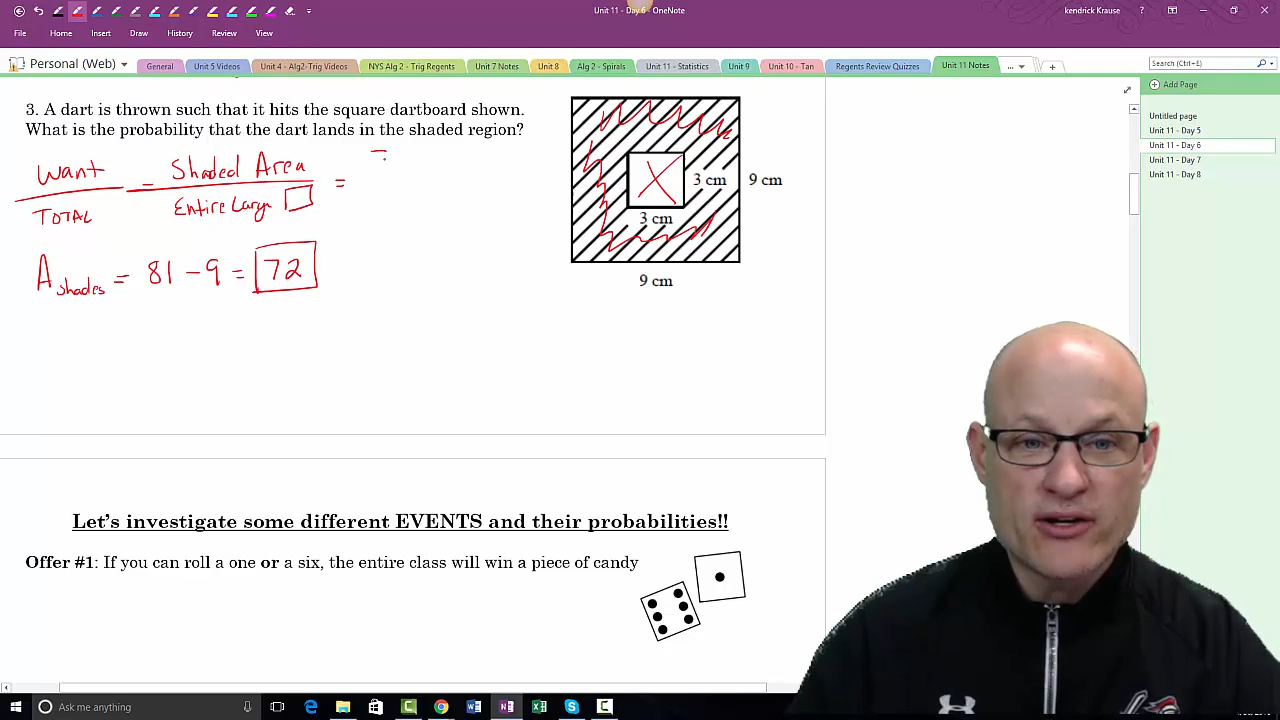 Unit 11 - Day 6 - OneNote
kendrick Krause
File Home Insert Draw History Review View
Personal (Web) General Unit 5 Videos Unit 4 - Alg2-Trig Videos NYS Alg 2 - Trig Regents Unit 7 Notes Unit 8 Alg 2 - Spirals Unit 11 - Statistics Unit 9 Unit 10 - Tan Regents Review Quizzes Unit 11 Notes ... Search (Ctrl+E)
Add Page
Untitled page
Unit 11 - Day 5
Unit 11 - Day 6
Unit 11 - Day 7
Unit 11 - Day 8
3. A dart is thrown such that it hits the square dartboard shown.
What is the probability that the dart lands in the shaded region?
Want = Shaded Area =
TOTAL Entire Large
A shades = 81 - 9 = 72
3 cm 9 cm
3 cm
9 cm
Let's investigate some different EVENTS and their probabilities!!
Offer #1: If you can roll a one or a six, the entire class will win a piece of candy
Ask me anything